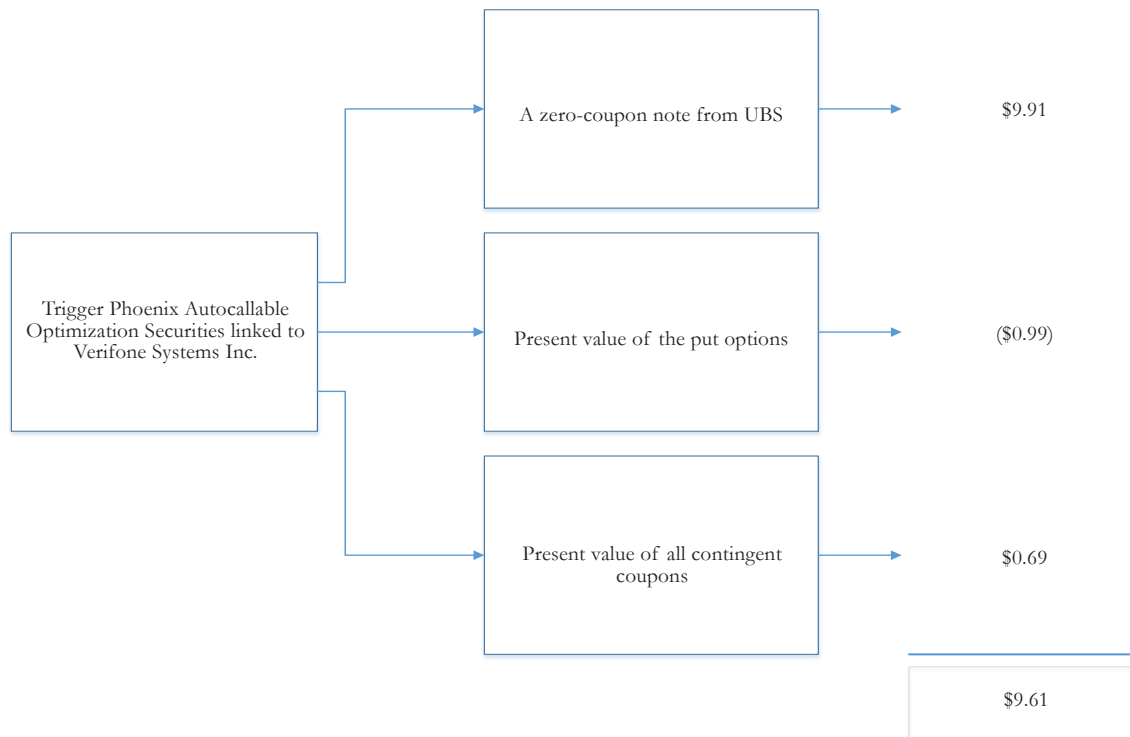 A zero-coupon note from UBS
$9.91
Trigger Phoenix Autocallable
Optimization Securities linked to
Verifone Systems Inc.
Present value of the put options
($0.99)
Present value of all contingent
coupons
$0.69
$9.61